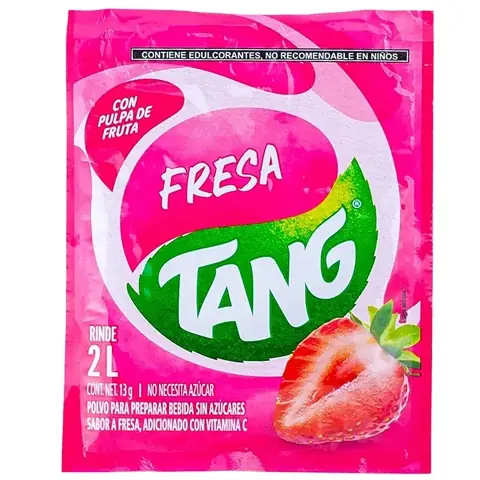 CONTIENE EDULCORANTES, NO RECOMENDABLE EN NIÑOS
CON
PULPA DE
FRUTA
FRESA
TANG®
RINDE
2 L
CONT. NET. 13 g | NO NECESITA AZÚCAR
POLVO PARA PREPARAR BEBIDA SIN AZÚCARES
SABOR A FRESA, ADICIONADO CON VITAMINA C